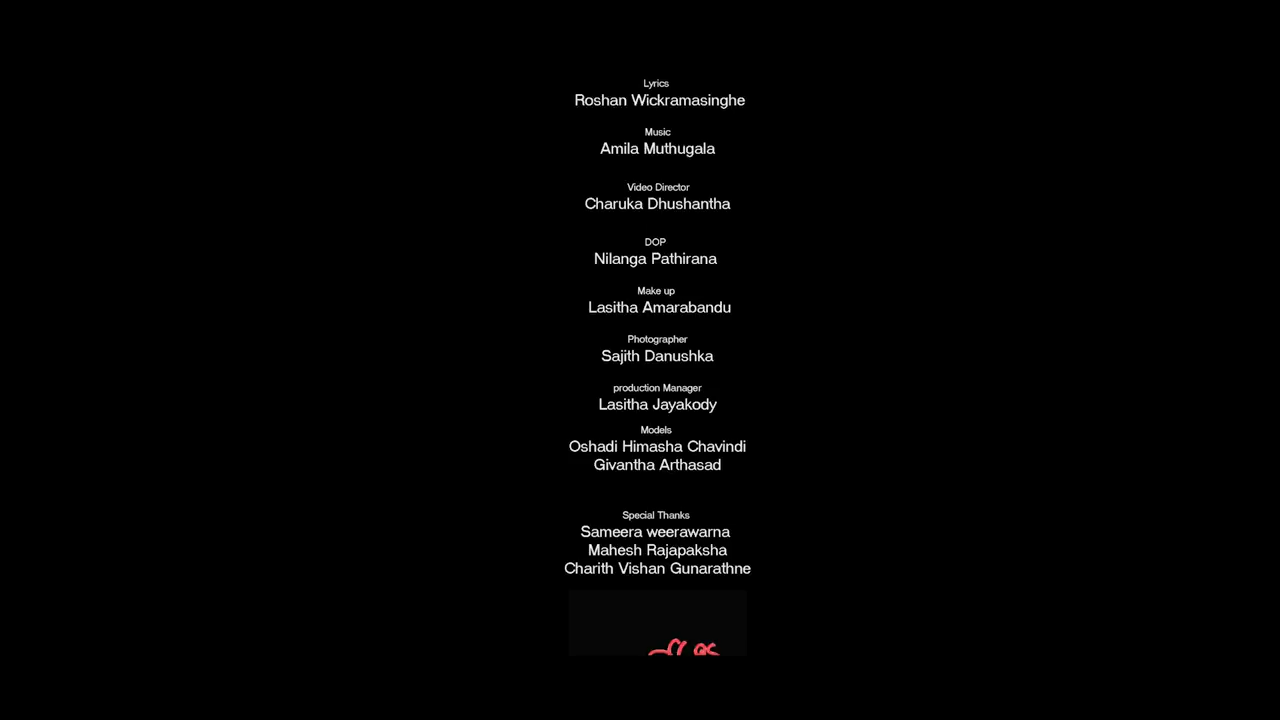 Lyrics
Roshan Wickramasinghe
Music
Amila Muthugala
Video Director
Charuka Dhushantha
DOP
Nilanga Pathirana
Make up
Lasitha Amarabandu
Photographer
Sajith Danushka
production Manager
Lasitha Jayakody
Models
Oshadi Himasha Chavindi
Givantha Arthasad
Special Thanks
Sameera weerawarna
Mahesh Rajapaksha
Charith Vishan Gunarathne